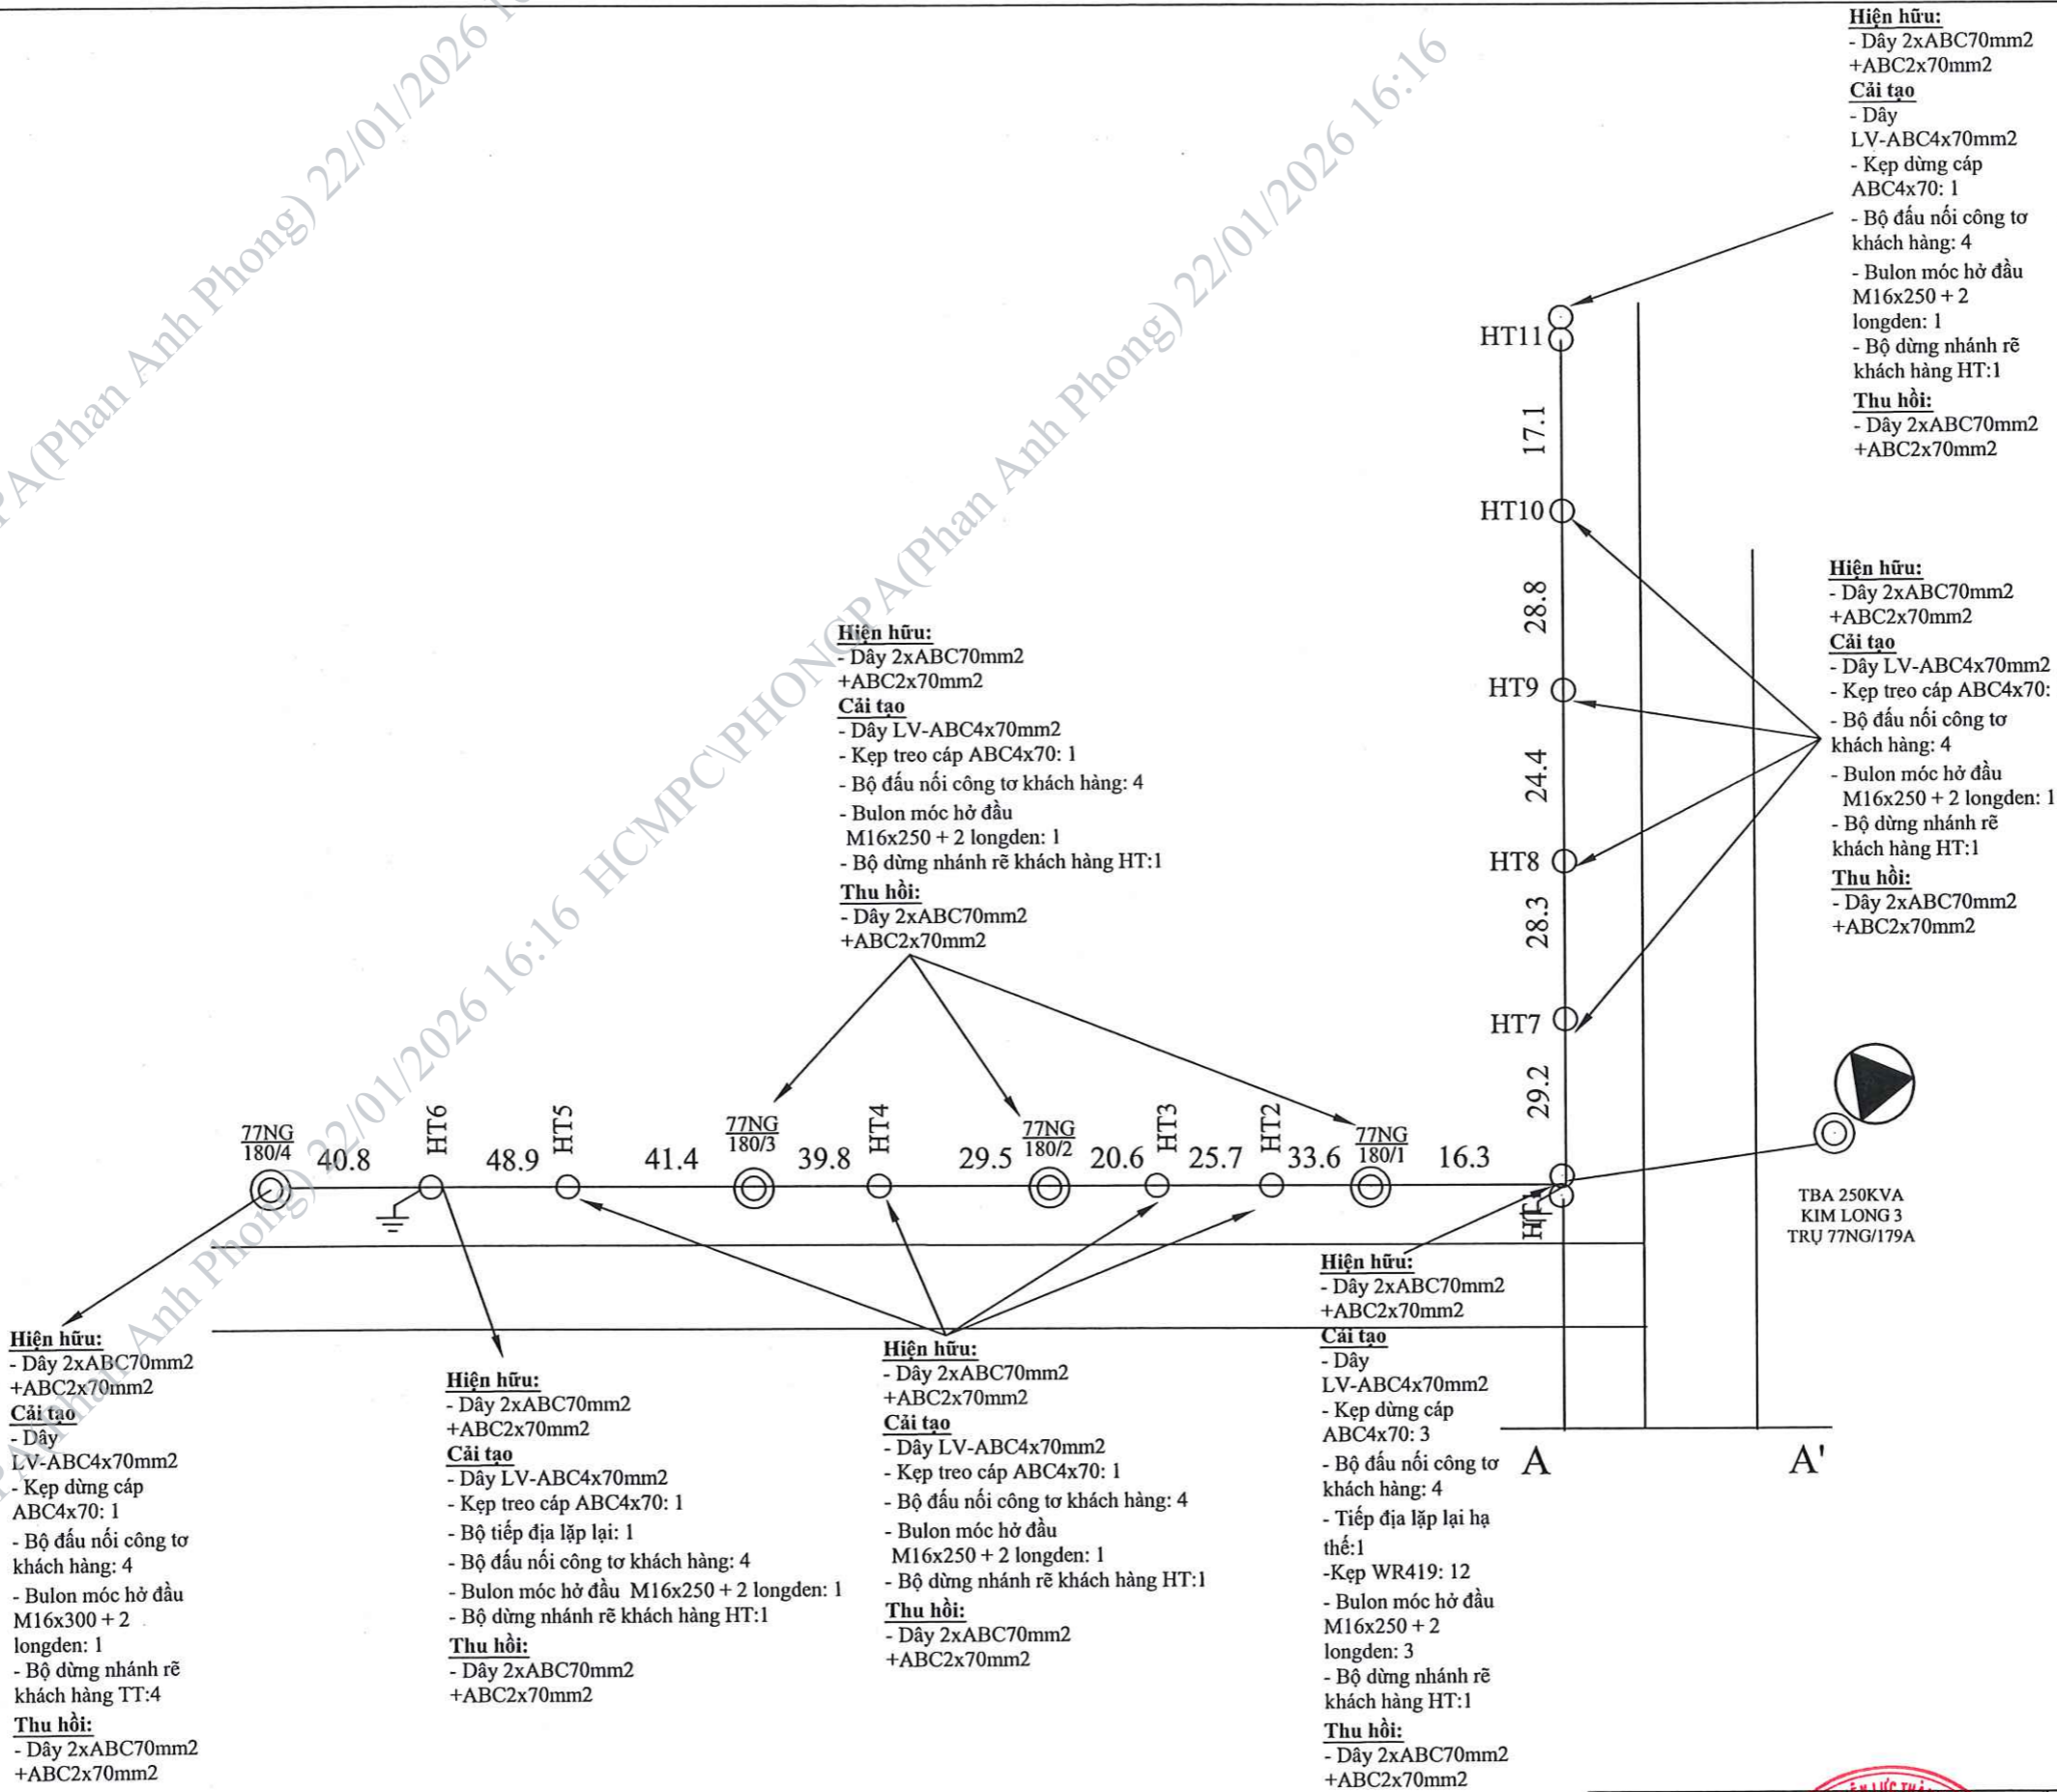 Hiện hữu:
- Dây 2xABC70mm2
+ABC2x70mm2
Cải tạo
- Dây
LV-ABC4x70mm2
- Kẹp dừng cáp
ABC4x70: 1
- Bộ đấu nối công tơ
khách hàng: 4
- Bulon móc hở đầu
M16x250 + 2
longden: 1
- Bộ dừng nhánh rẽ
khách hàng HT:1
Thu hồi:
- Dây 2xABC70mm2
+ABC2x70mm2
HT11
17.1
HT10
28.8
HT9
24.4
HT8
28.3
HT7
29.2
Hiện hữu:
- Dây 2xABC70mm2
+ABC2x70mm2
Cải tạo
- Dây LV-ABC4x70mm2
- Kẹp treo cáp ABC4x70:
- Bộ đấu nối công tơ
khách hàng: 4
- Bulon móc hở đầu
M16x250 + 2 longden: 1
- Bộ dừng nhánh rẽ
khách hàng HT:1
Thu hồi:
- Dây 2xABC70mm2
+ABC2x70mm2
Hiện hữu:
- Dây 2xABC70mm2
+ABC2x70mm2
Cải tạo
- Dây LV-ABC4x70mm2
- Kẹp treo cáp ABC4x70: 1
- Bộ đấu nối công tơ khách hàng: 4
- Bulon móc hở đầu
M16x250 + 2 longden: 1
- Bộ dừng nhánh rẽ khách hàng HT:1
Thu hồi:
- Dây 2xABC70mm2
+ABC2x70mm2
77NG
180/4
40.8
HT6
48.9
HT5
41.4
77NG
180/3
39.8
HT4
29.5
77NG
180/2
20.6
HT3
25.7
HT2
33.6
77NG
180/1
16.3
TBA 250KVA
KIM LONG 3
TRỤ 77NG/179A
Hiện hữu:
- Dây 2xABC70mm2
+ABC2x70mm2
Cải tạo
- Dây
LV-ABC4x70mm2
- Kẹp dừng cáp
ABC4x70: 1
- Bộ đấu nối công tơ
khách hàng: 4
- Bulon móc hở đầu
M16x300 + 2
longden: 1
- Bộ dừng nhánh rẽ
khách hàng TT:4
Thu hồi:
- Dây 2xABC70mm2
+ABC2x70mm2
Hiện hữu:
- Dây 2xABC70mm2
+ABC2x70mm2
Cải tạo
- Dây LV-ABC4x70mm2
- Kẹp treo cáp ABC4x70: 1
- Bộ tiếp địa lặp lại: 1
- Bộ đấu nối công tơ khách hàng: 4
- Bulon móc hở đầu M16x250 + 2 longden: 1
- Bộ dừng nhánh rẽ khách hàng HT:1
Thu hồi:
- Dây 2xABC70mm2
+ABC2x70mm2
Hiện hữu:
- Dây 2xABC70mm2
+ABC2x70mm2
Cải tạo
- Dây LV-ABC4x70mm2
- Kẹp treo cáp ABC4x70: 1
- Bộ đấu nối công tơ khách hàng: 4
- Bulon móc hở đầu
M16x250 + 2 longden: 1
- Bộ dừng nhánh rẽ khách hàng HT:1
Thu hồi:
- Dây 2xABC70mm2
+ABC2x70mm2
Hiện hữu:
- Dây 2xABC70mm2
+ABC2x70mm2
Cải tạo
- Dây
LV-ABC4x70mm2
- Kẹp dừng cáp
ABC4x70: 3
- Bộ đấu nối công tơ
khách hàng: 4
- Tiếp địa lặp lại hạ
thế:1
-Kẹp WR419: 12
- Bulon móc hở đầu
M16x250 + 2
longden: 3
- Bộ dừng nhánh rẽ
khách hàng HT:1
Thu hồi:
- Dây 2xABC70mm2
+ABC2x70mm2
A
A'
PA(Phan Anh Phong) 22/01/2026
22/01/2026 16:16 HCMPC\PHONGPA(Phan Anh Phong) 22/01/2026 16:16
PA(Phan Anh Phong)